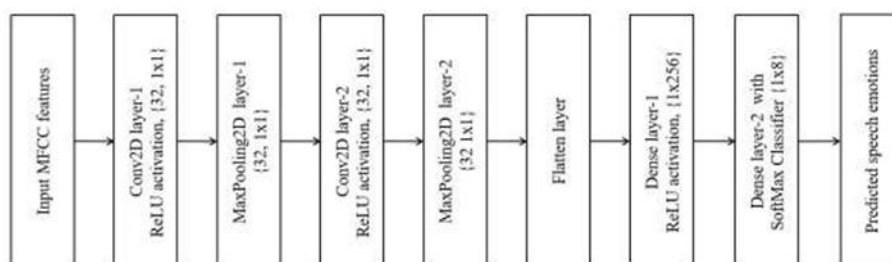 Input MFCC features
Conv2D layer-1
ReLU activation, {32, 1x1}
MaxPooling2D layer-1
{32, 1x1}
Conv2D layer-2
ReLU activation, {32, 1x1}
MaxPooling2D layer-2
{32 1x1}
Flatten layer
Dense layer-1
ReLU activation, {1x256}
Dense layer-2 with
SoftMax Classifier {1x8}
Predicted speech emotions